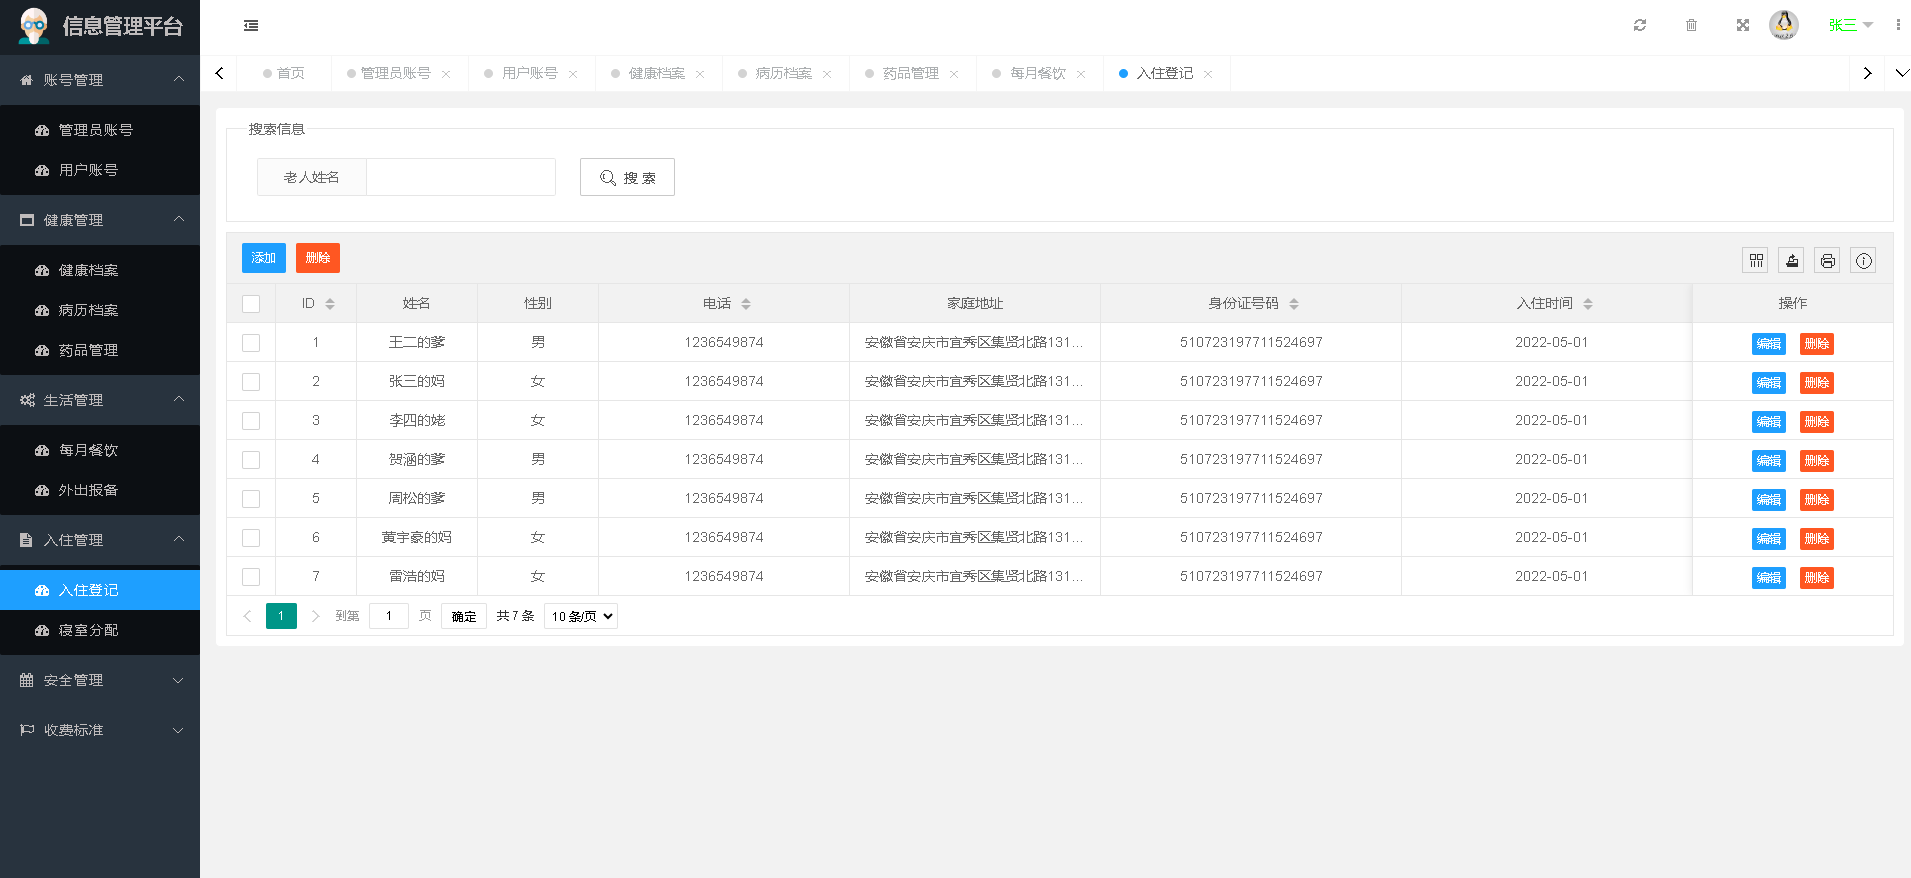 信息管理平台
张三
账号管理
管理员账号
用户账号
健康管理
健康档案
病历档案
药品管理
生活管理
每月餐饮
外出报备
入住管理
入住登记
寝室分配
安全管理
收费标准
首页 管理员账号 用户账号 健康档案 病历档案 药品管理 每月餐饮 入住登记
搜索信息
老人姓名 搜 索
添加 删除
ID 姓名 性别 电话 家庭地址 身份证号码 入住时间 操作
1 王二的爹 男 1236549874 安徽省安庆市宜秀区集贤北路131... 510723197711524697 2022-05-01 编辑 删除
2 张三的妈 女 1236549874 安徽省安庆市宜秀区集贤北路131... 510723197711524697 2022-05-01 编辑 删除
3 李四的姥 女 1236549874 安徽省安庆市宜秀区集贤北路131... 510723197711524697 2022-05-01 编辑 删除
4 贺涵的爹 男 1236549874 安徽省安庆市宜秀区集贤北路131... 510723197711524697 2022-05-01 编辑 删除
5 周松的爹 男 1236549874 安徽省安庆市宜秀区集贤北路131... 510723197711524697 2022-05-01 编辑 删除
6 黄宇豪的妈 女 1236549874 安徽省安庆市宜秀区集贤北路131... 510723197711524697 2022-05-01 编辑 删除
7 雷浩的妈 女 1236549874 安徽省安庆市宜秀区集贤北路131... 510723197711524697 2022-05-01 编辑 删除
1 到第 1 页 确定 共 7 条 10 条/页